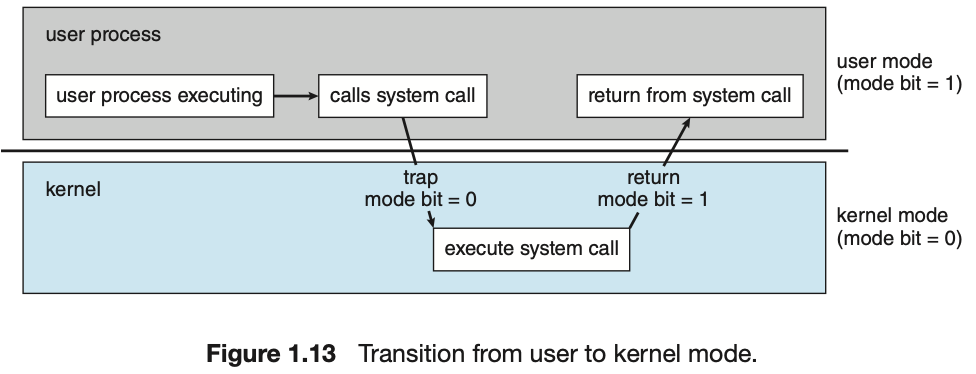 user process
user process executing
calls system call
return from system call
user mode
(mode bit = 1)
kernel
trap
mode bit = 0
return
mode bit = 1
execute system call
kernel mode
(mode bit = 0)
Figure 1.13 Transition from user to kernel mode.